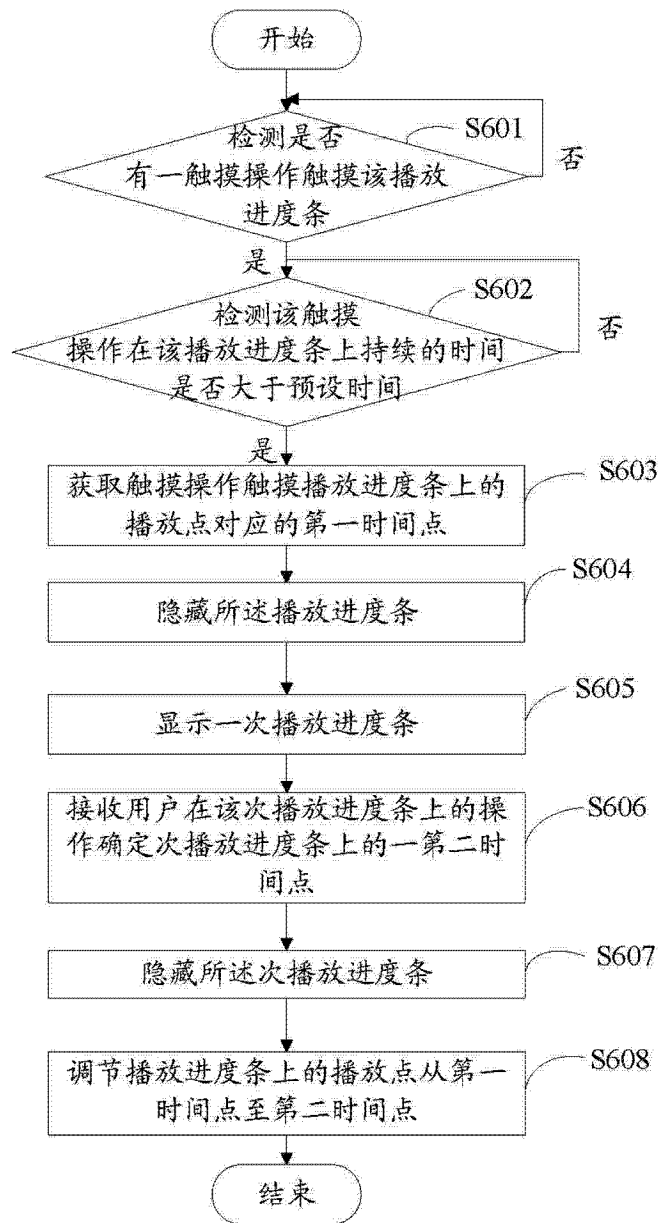 开始
S601
检测是否
有一触摸操作触摸该播放
进度条
否
是
S602
检测该触摸
操作在该播放进度条上持续的时间
是否大于预设时间
否
是
S603
获取触摸操作触摸播放进度条上的
播放点对应的第一时间点
S604
隐藏所述播放进度条
S605
显示一次播放进度条
S606
接收用户在该次播放进度条上的操
作确定次播放进度条上的一第二时
间点
S607
隐藏所述次播放进度条
S608
调节播放进度条上的播放点从第一
时间点至第二时间点
结束